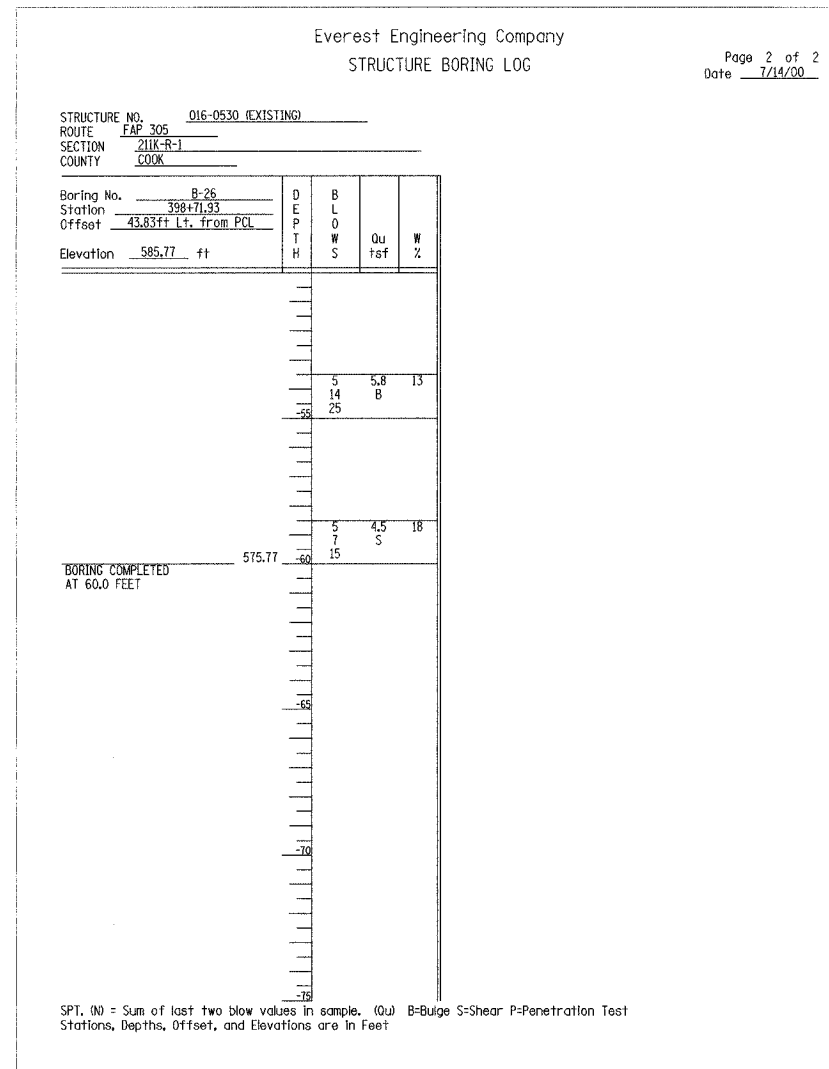 Everest Engineering Company
STRUCTURE BORING LOG
Page 2 of 2
Date 7/14/00
STRUCTURE NO. 016-0530 (EXISTING)
ROUTE FAP 305
SECTION 211K-R-1
COUNTY COOK
Boring No. B-26
Station 398+71.93
Offset 43.83ft Lt. from PCL
Elevation 585.77 ft
DEPTH
BLOWS
Qu tsf
W %
5 5.8 13
14 B
-55 25
5 4.5 18
7 S
575.77 -60 15
BORING COMPLETED
AT 60.0 FEET
-65
-70
-75
SPT. (N) = Sum of last two blow values in sample. (Qu) B=Bulge S=Shear P=Penetration Test
Stations, Depths, Offset, and Elevations are in Feet